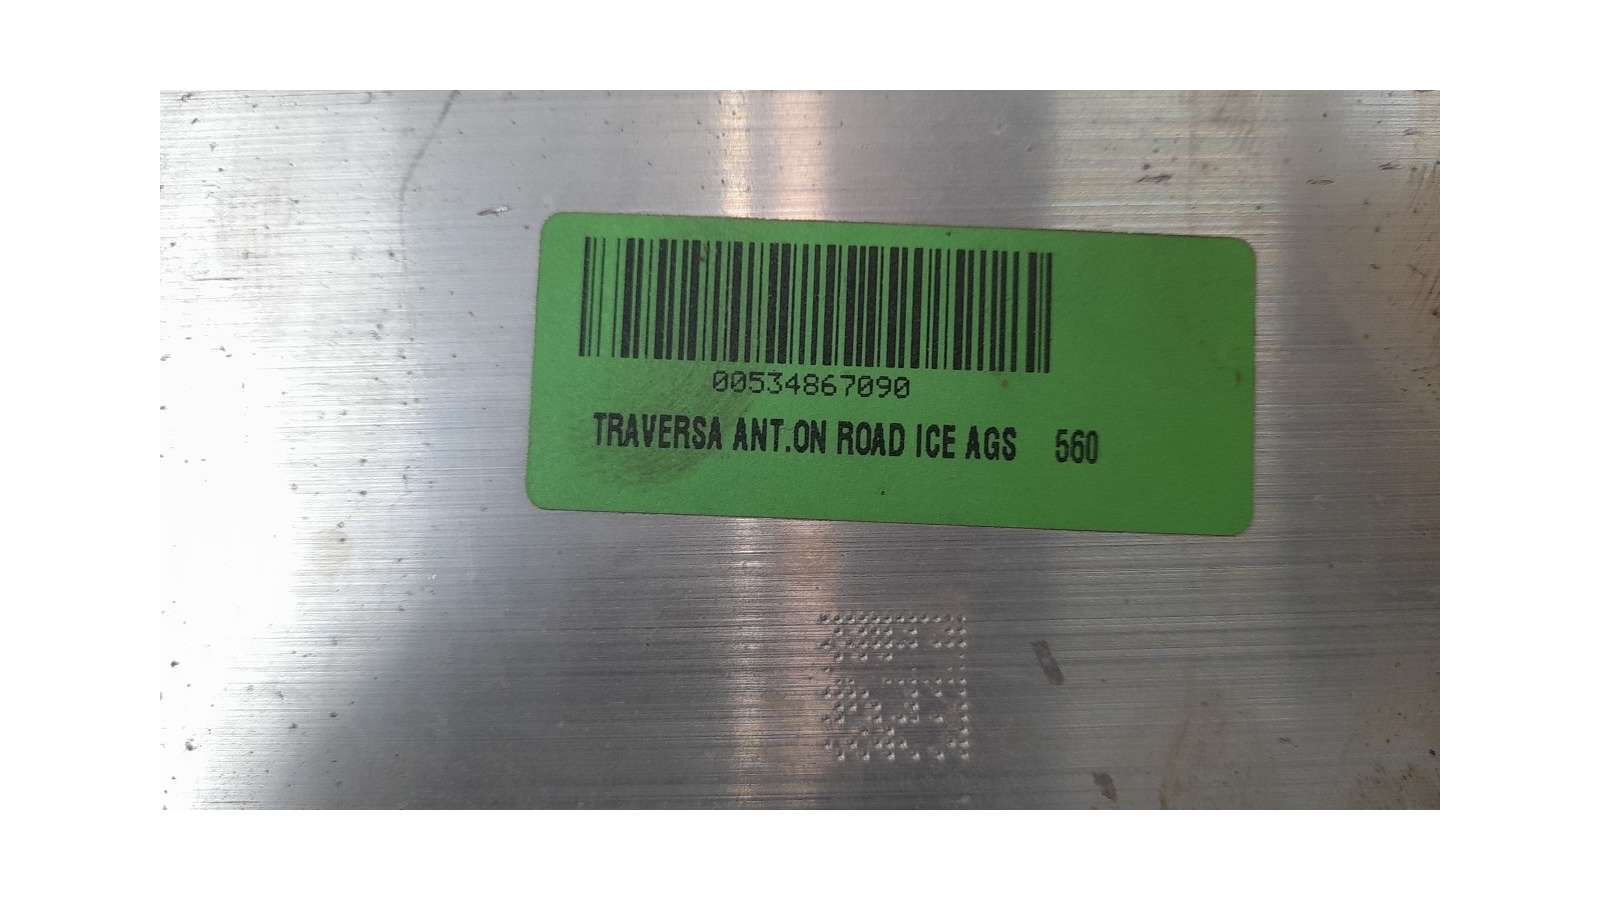 00534867090
TRAVERSA ANT.ON ROAD ICE AGS 560